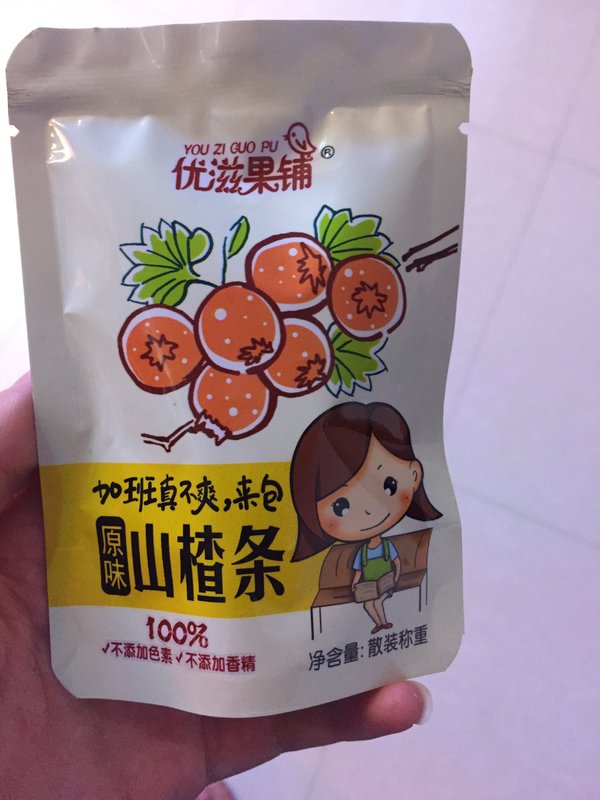 YOU ZI GUO PU
优滋果铺®
加班真不爽,来包
原味
山楂条
100%
✓不添加色素 ✓不添加香精
净含量: 散装称重